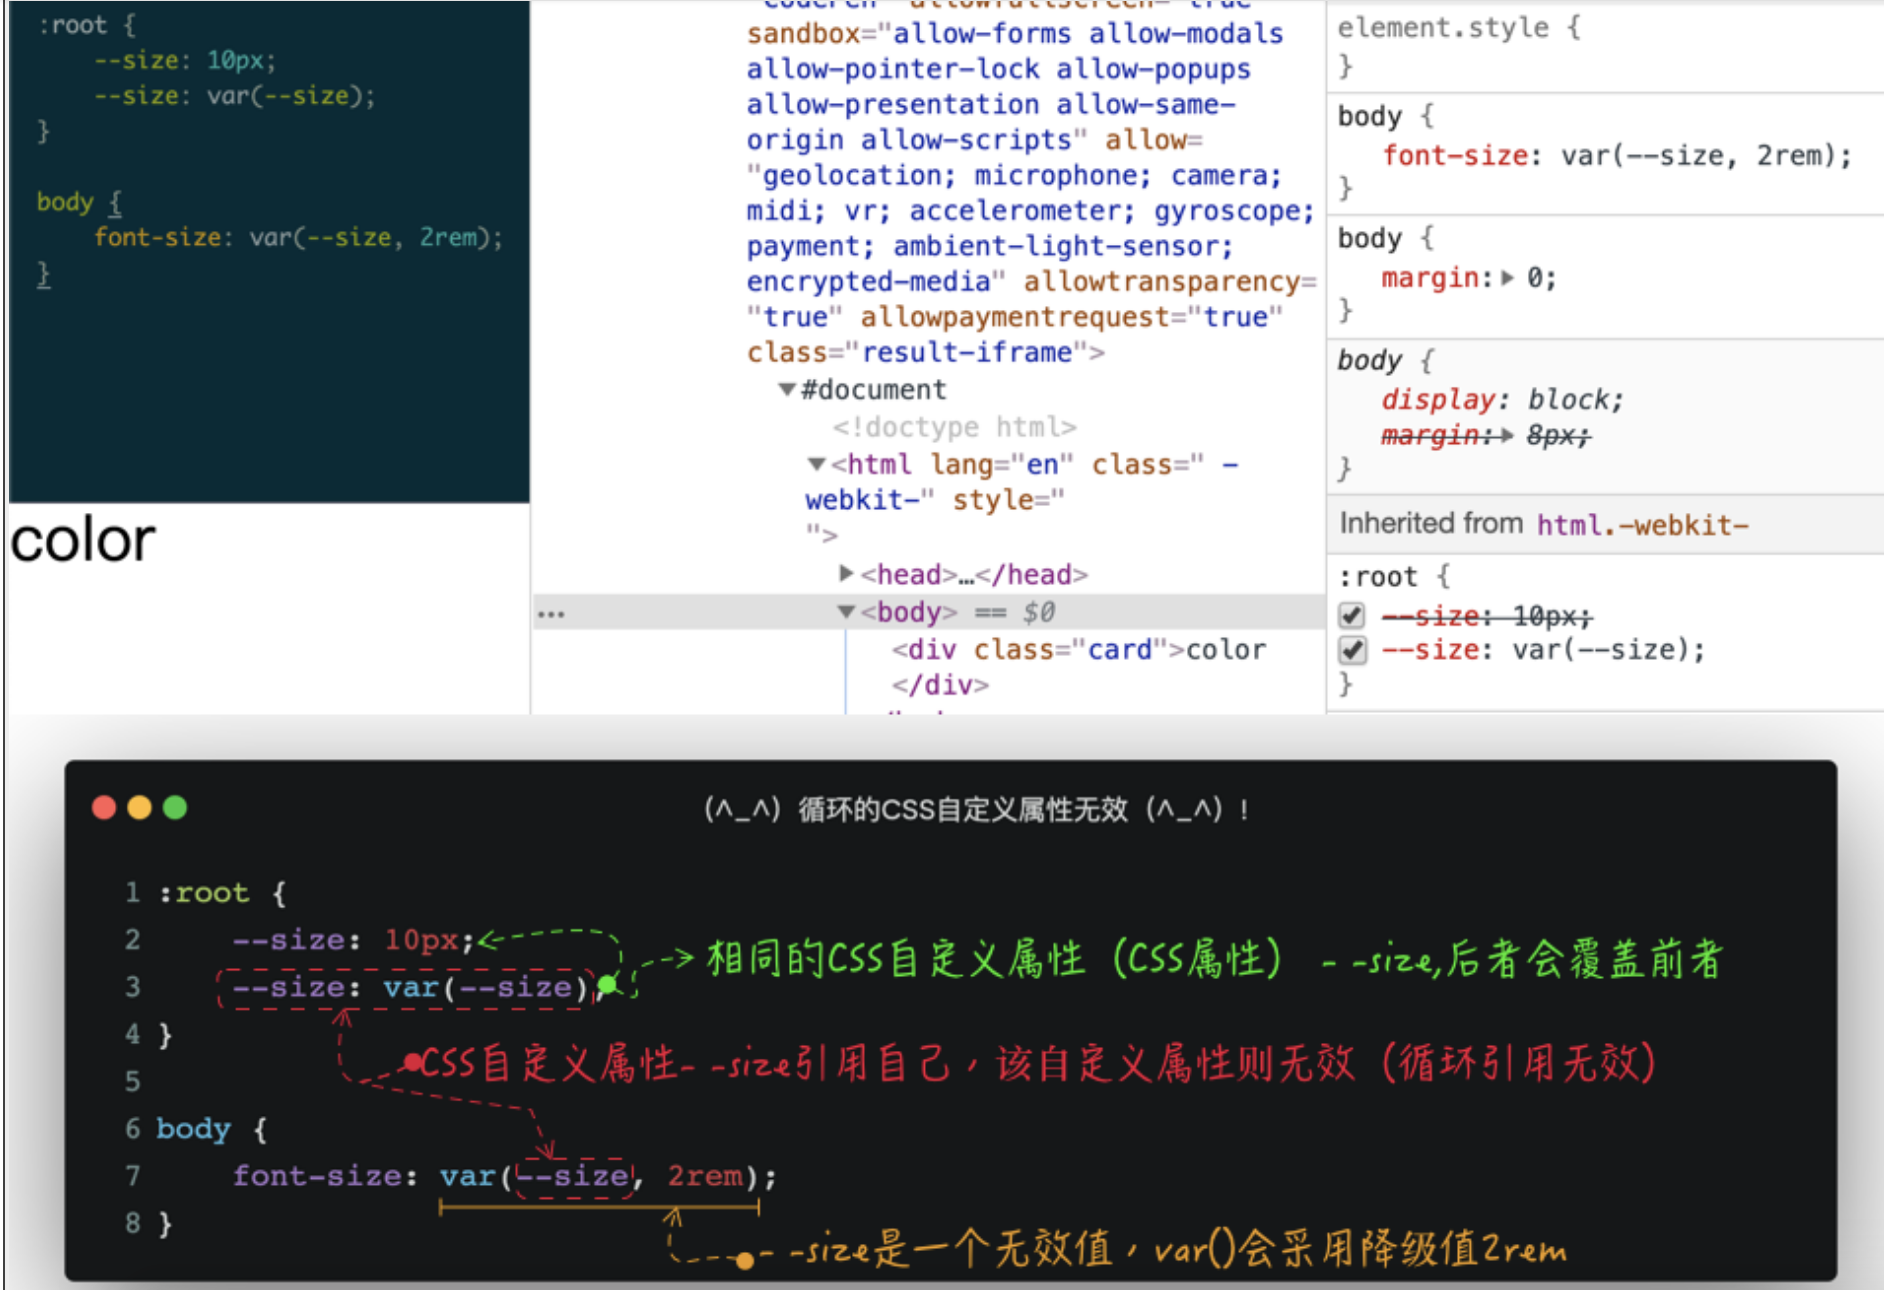 :root {
--size: 10px;
--size: var(--size);
}
body {
font-size: var(--size, 2rem);
}
color
sandbox="allow-forms allow-modals
allow-pointer-lock allow-popups
allow-presentation allow-same-
origin allow-scripts" allow=
"geolocation; microphone; camera;
midi; vr; accelerometer; gyroscope;
payment; ambient-light-sensor;
encrypted-media" allowtransparency=
"true" allowpaymentrequest="true"
class="result-iframe">
▼#document
<!doctype html>
▼<html lang="en" class=" -
webkit-" style="
">
▶<head>…</head>
… ▼<body> == $0
<div class="card">color
</div>
element.style {
}
body {
font-size: var(--size, 2rem);
}
body {
margin:▶ 0;
}
body {
display: block;
margin:▶ 8px;
}
Inherited from html.-webkit-
:root {
--size: 10px;
--size: var(--size);
}
(^_^) 循环的CSS自定义属性无效 (^_^) !
1 :root {
2 --size: 10px;
相同的CSS自定义属性（CSS属性） --size,后者会覆盖前者
3 --size: var(--size);
4 }
CSS自定义属性--size引用自己，该自定义属性则无效（循环引用无效）
5
6 body {
7 font-size: var(--size, 2rem);
8 }
--size是一个无效值，var()会采用降级值2rem